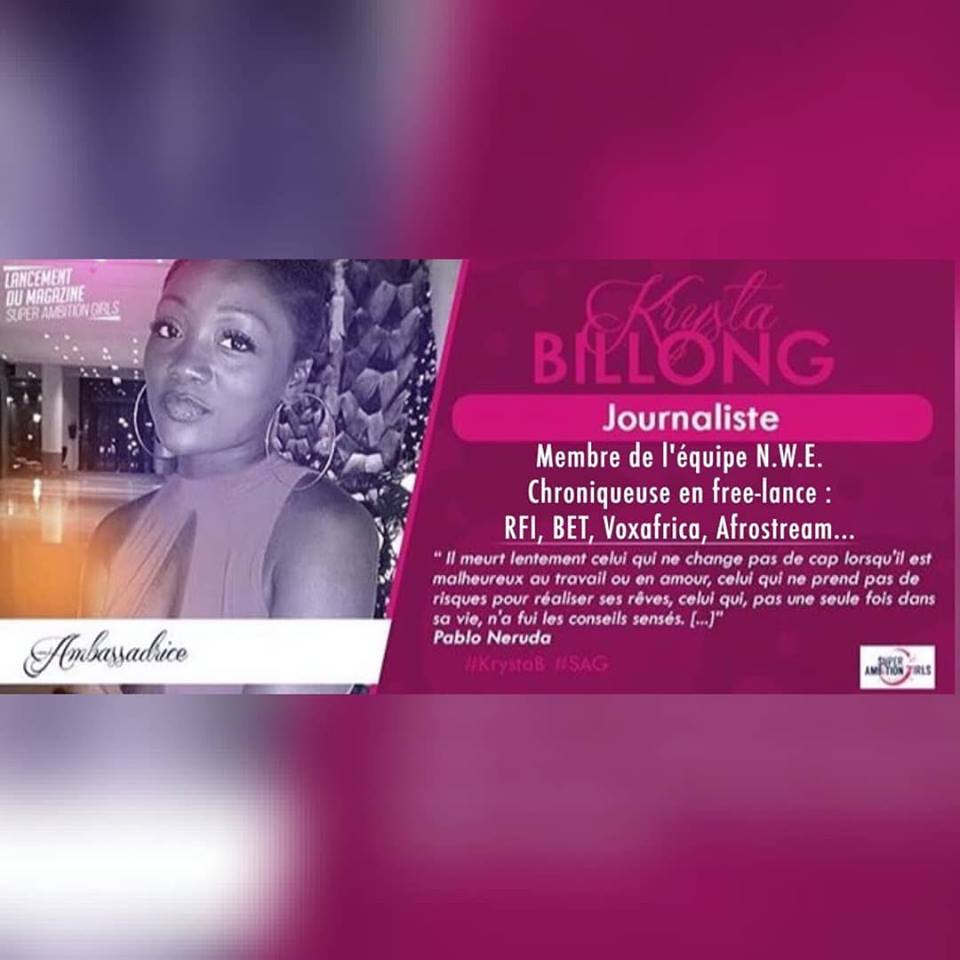 LANCEMENT
DU MAGAZINE
SUPER AMBITION GIRLS
Ambassadrice
Krysta
BILLONG
Journaliste
Membre de l'équipe N.W.E.
Chroniqueuse en free-lance :
RFI, BET, Voxafrica, Afrostream...
“ Il meurt lentement celui qui ne change pas de cap lorsqu'il est
malheureux au travail ou en amour, celui qui ne prend pas de
risques pour réaliser ses rêves, celui qui, pas une seule fois dans
sa vie, n'a fui les conseils sensés. [...]”
Pablo Neruda
#KrystaB #SAG
SUPER
AMBITION GIRLS